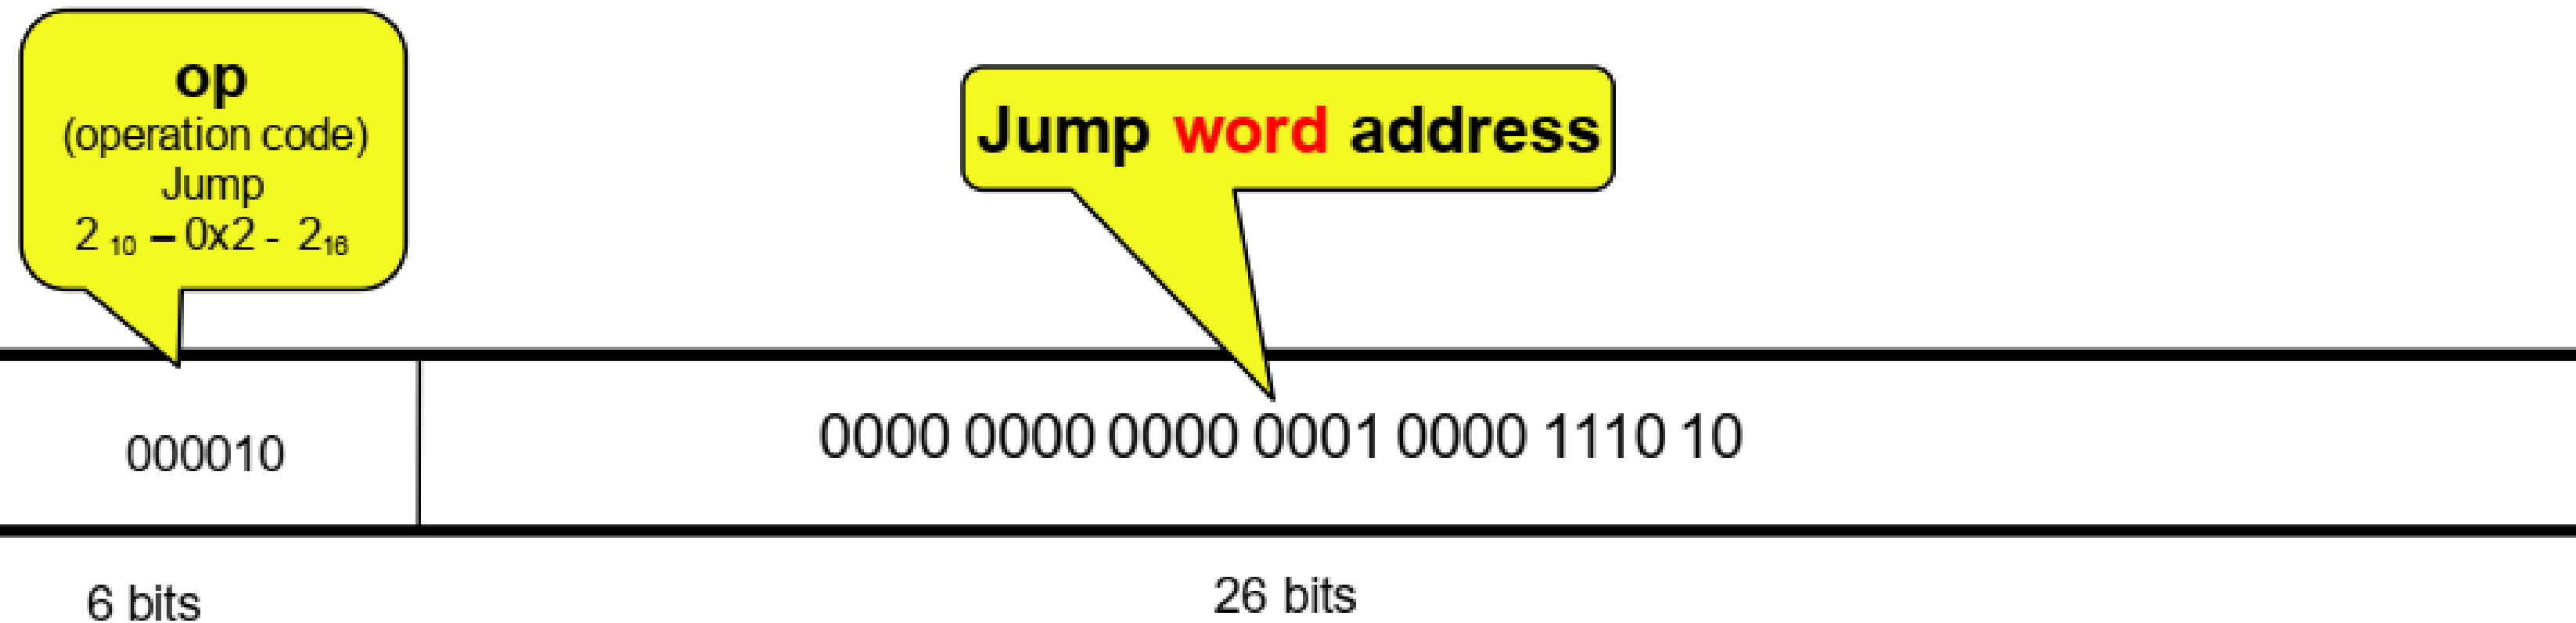 op
(operation code)
Jump
2 10 – 0x2 - 216
Jump word address
000010
0000 0000 0000 0001 0000 1110 10
6 bits
26 bits